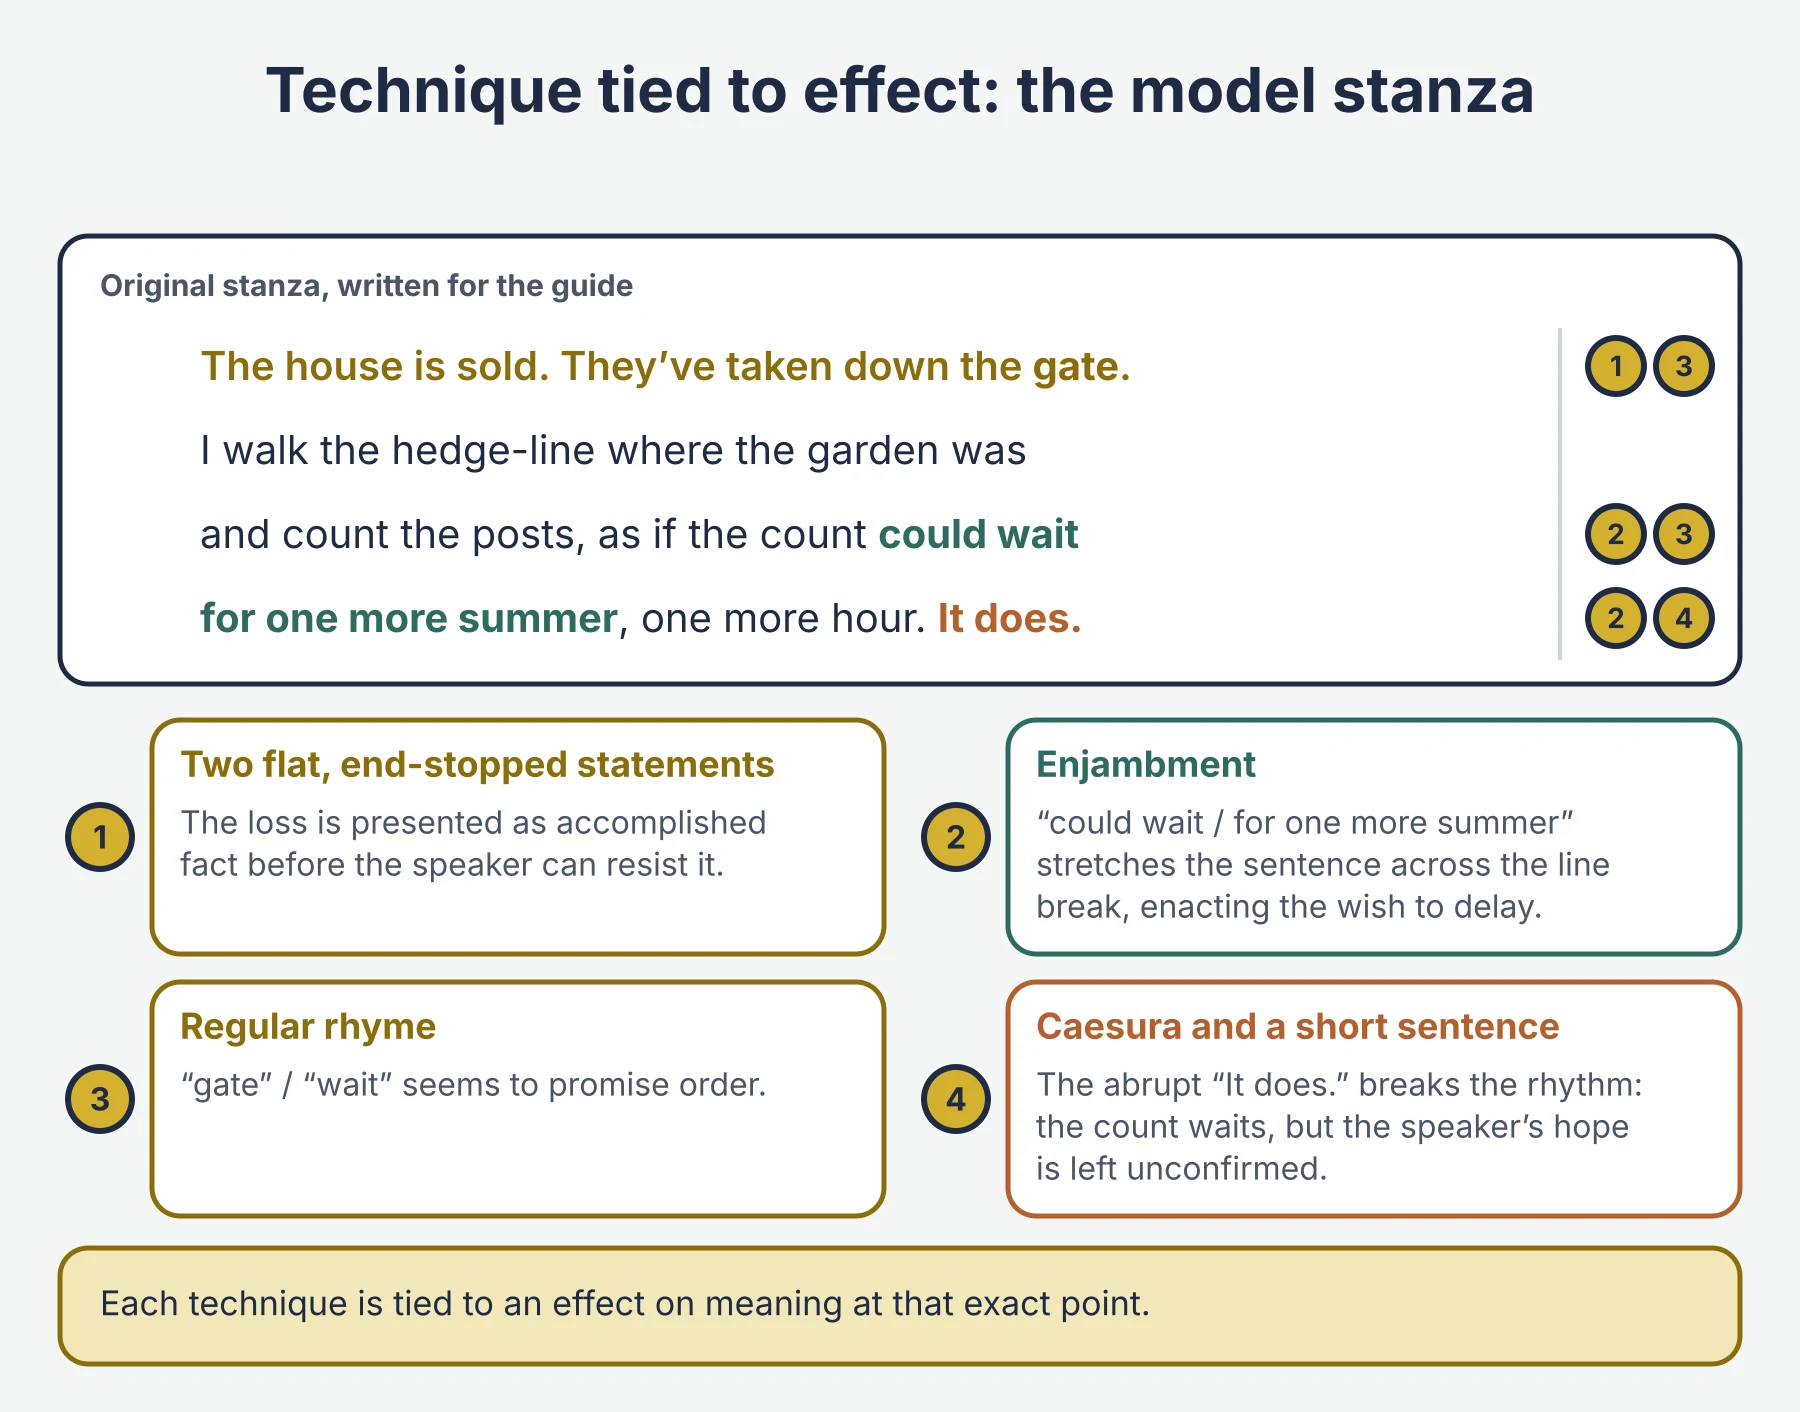 Technique tied to effect: the model stanza
Original stanza, written for the guide
The house is sold. They’ve taken down the gate.
1 3
I walk the hedge-line where the garden was
and count the posts, as if the count could wait
2 3
for one more summer, one more hour. It does.
2 4
1
Two flat, end-stopped statements
The loss is presented as accomplished
fact before the speaker can resist it.
2
Enjambment
“could wait / for one more summer”
stretches the sentence across the line
break, enacting the wish to delay.
3
Regular rhyme
“gate” / “wait” seems to promise order.
4
Caesura and a short sentence
The abrupt “It does.” breaks the rhythm:
the count waits, but the speaker’s hope
is left unconfirmed.
Each technique is tied to an effect on meaning at that exact point.